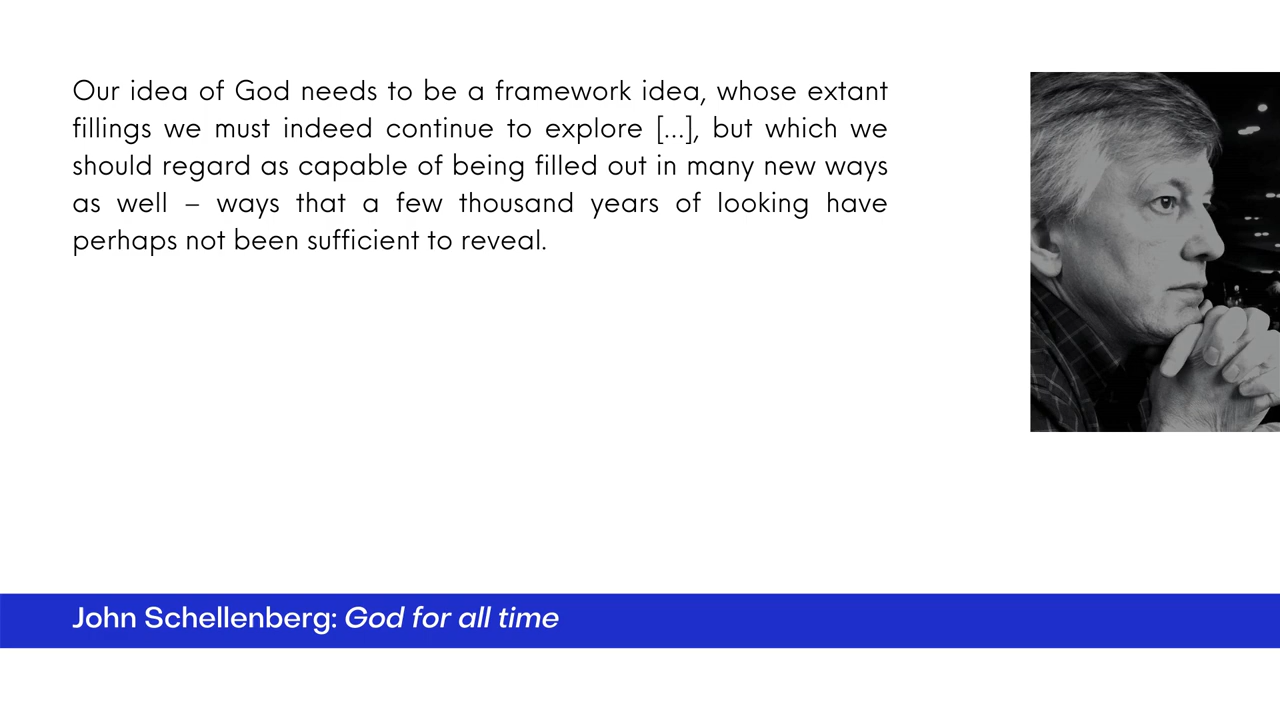 Our idea of God needs to be a framework idea, whose extant
fillings we must indeed continue to explore [...], but which we
should regard as capable of being filled out in many new ways
as well – ways that a few thousand years of looking have
perhaps not been sufficient to reveal.
John Schellenberg: God for all time